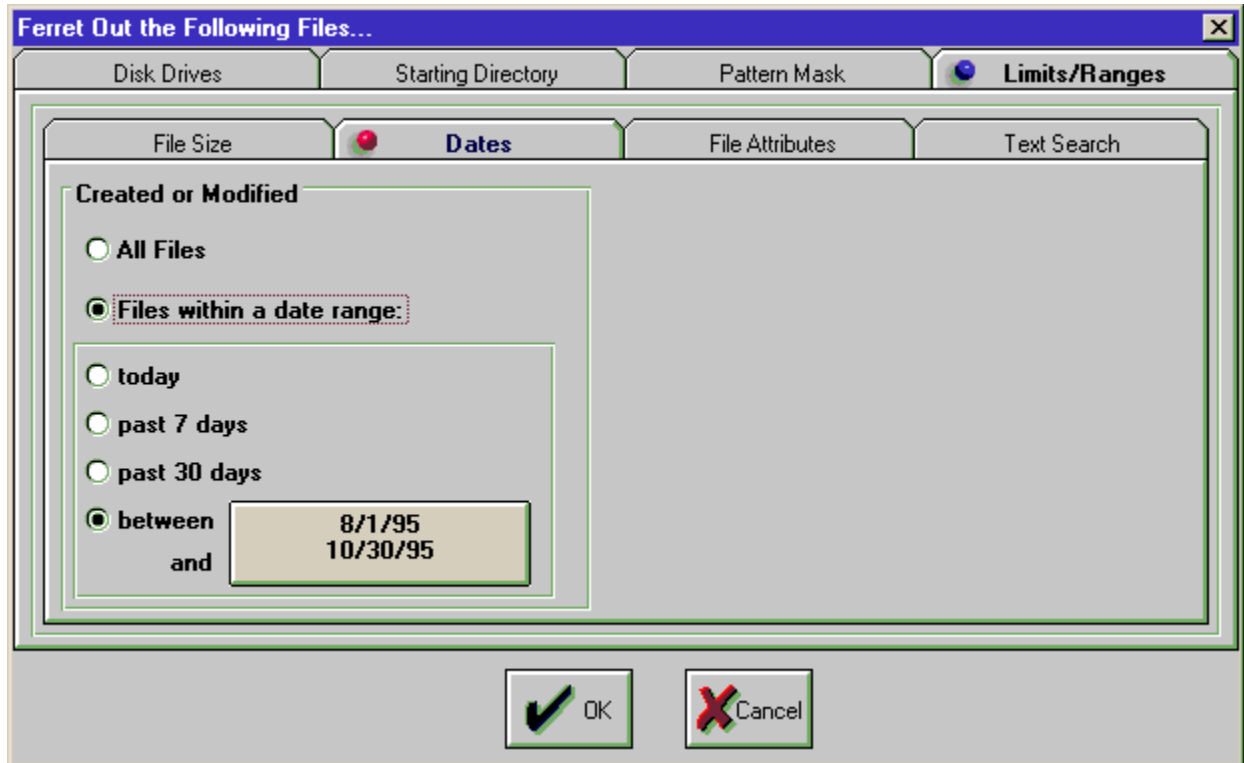 Ferret Out the Following Files...
Disk Drives
Starting Directory
Pattern Mask
Limits/Ranges
File Size
Dates
File Attributes
Text Search
Created or Modified
All Files
Files within a date range:
today
past 7 days
past 30 days
between
8/1/95
10/30/95
and
OK
Cancel